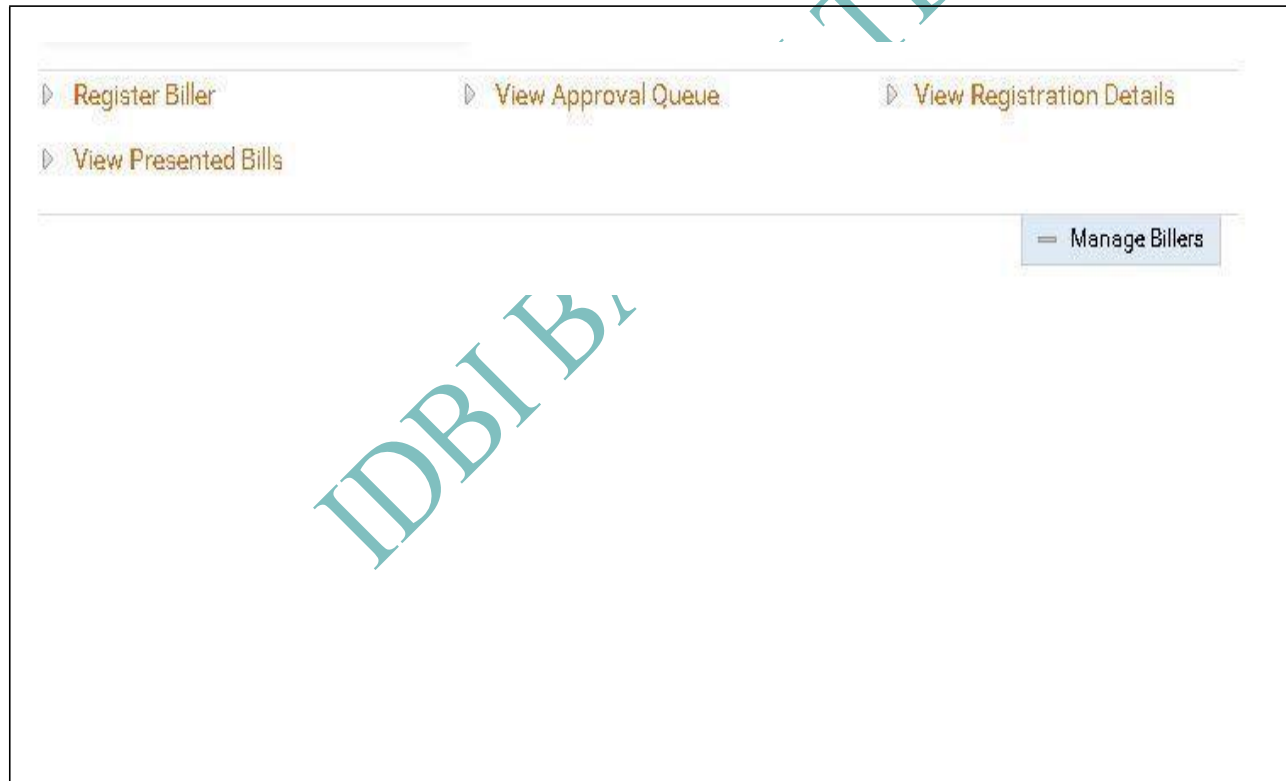 Register Biller
View Approval Queue
View Registration Details
View Presented Bills
Manage Billers
IDBI